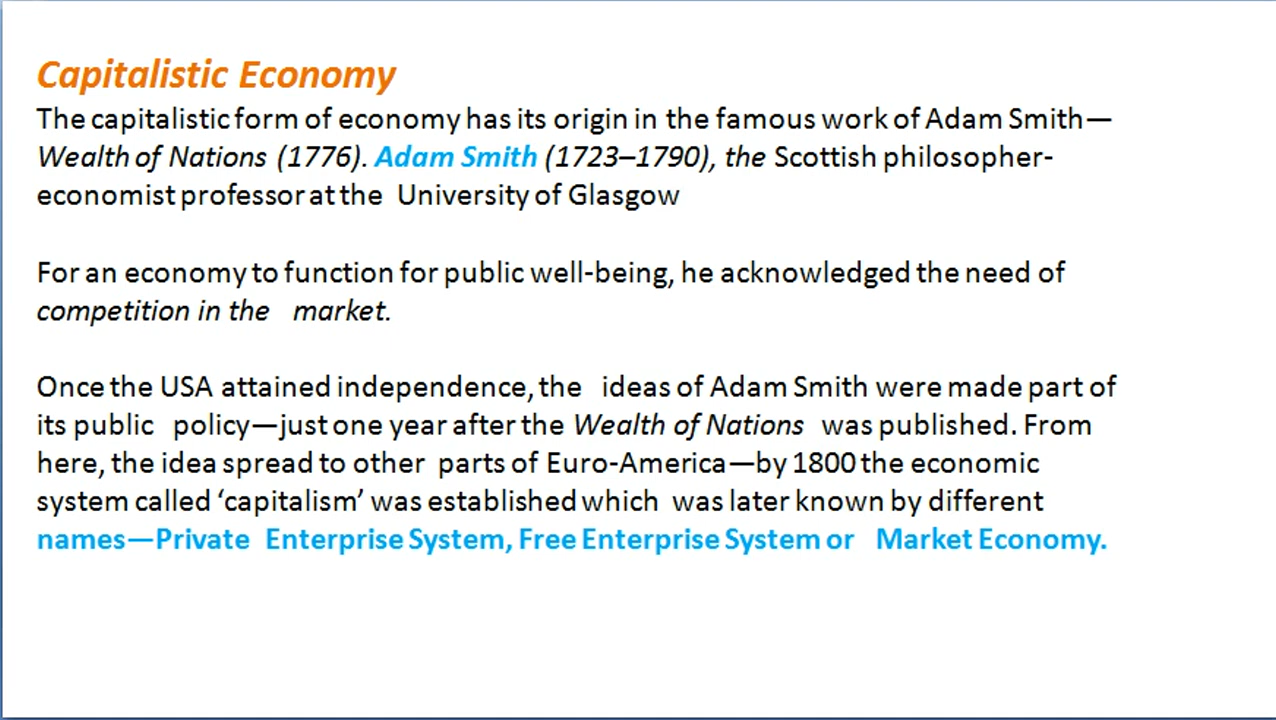 Capitalistic Economy
The capitalistic form of economy has its origin in the famous work of Adam Smith—
Wealth of Nations (1776). Adam Smith (1723–1790), the Scottish philosopher-
economist professor at the University of Glasgow
For an economy to function for public well-being, he acknowledged the need of
competition in the market.
Once the USA attained independence, the ideas of Adam Smith were made part of
its public policy—just one year after the Wealth of Nations was published. From
here, the idea spread to other parts of Euro-America—by 1800 the economic
system called ‘capitalism’ was established which was later known by different
names—Private Enterprise System, Free Enterprise System or Market Economy.